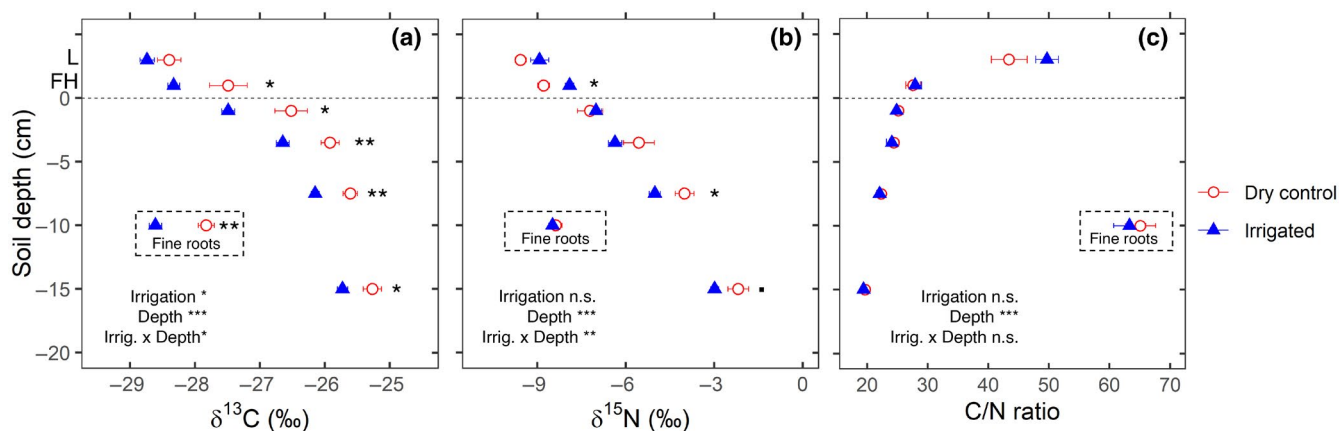 (a)
(b)
(c)
L
FH
0
−5
−10
−15
−20
Soil depth (cm)
*
*
**
**
**
Fine roots
*
Irrigation *
Depth ***
Irrig. x Depth*
−29 −28 −27 −26 −25
δ13C (‰)
*
*
Fine roots
Irrigation n.s.
Depth ***
Irrig. x Depth **
−9 −6 −3 0
δ15N (‰)
Fine roots
Irrigation n.s.
Depth ***
Irrig. x Depth n.s.
20 30 40 50 60 70
C/N ratio
Dry control
Irrigated